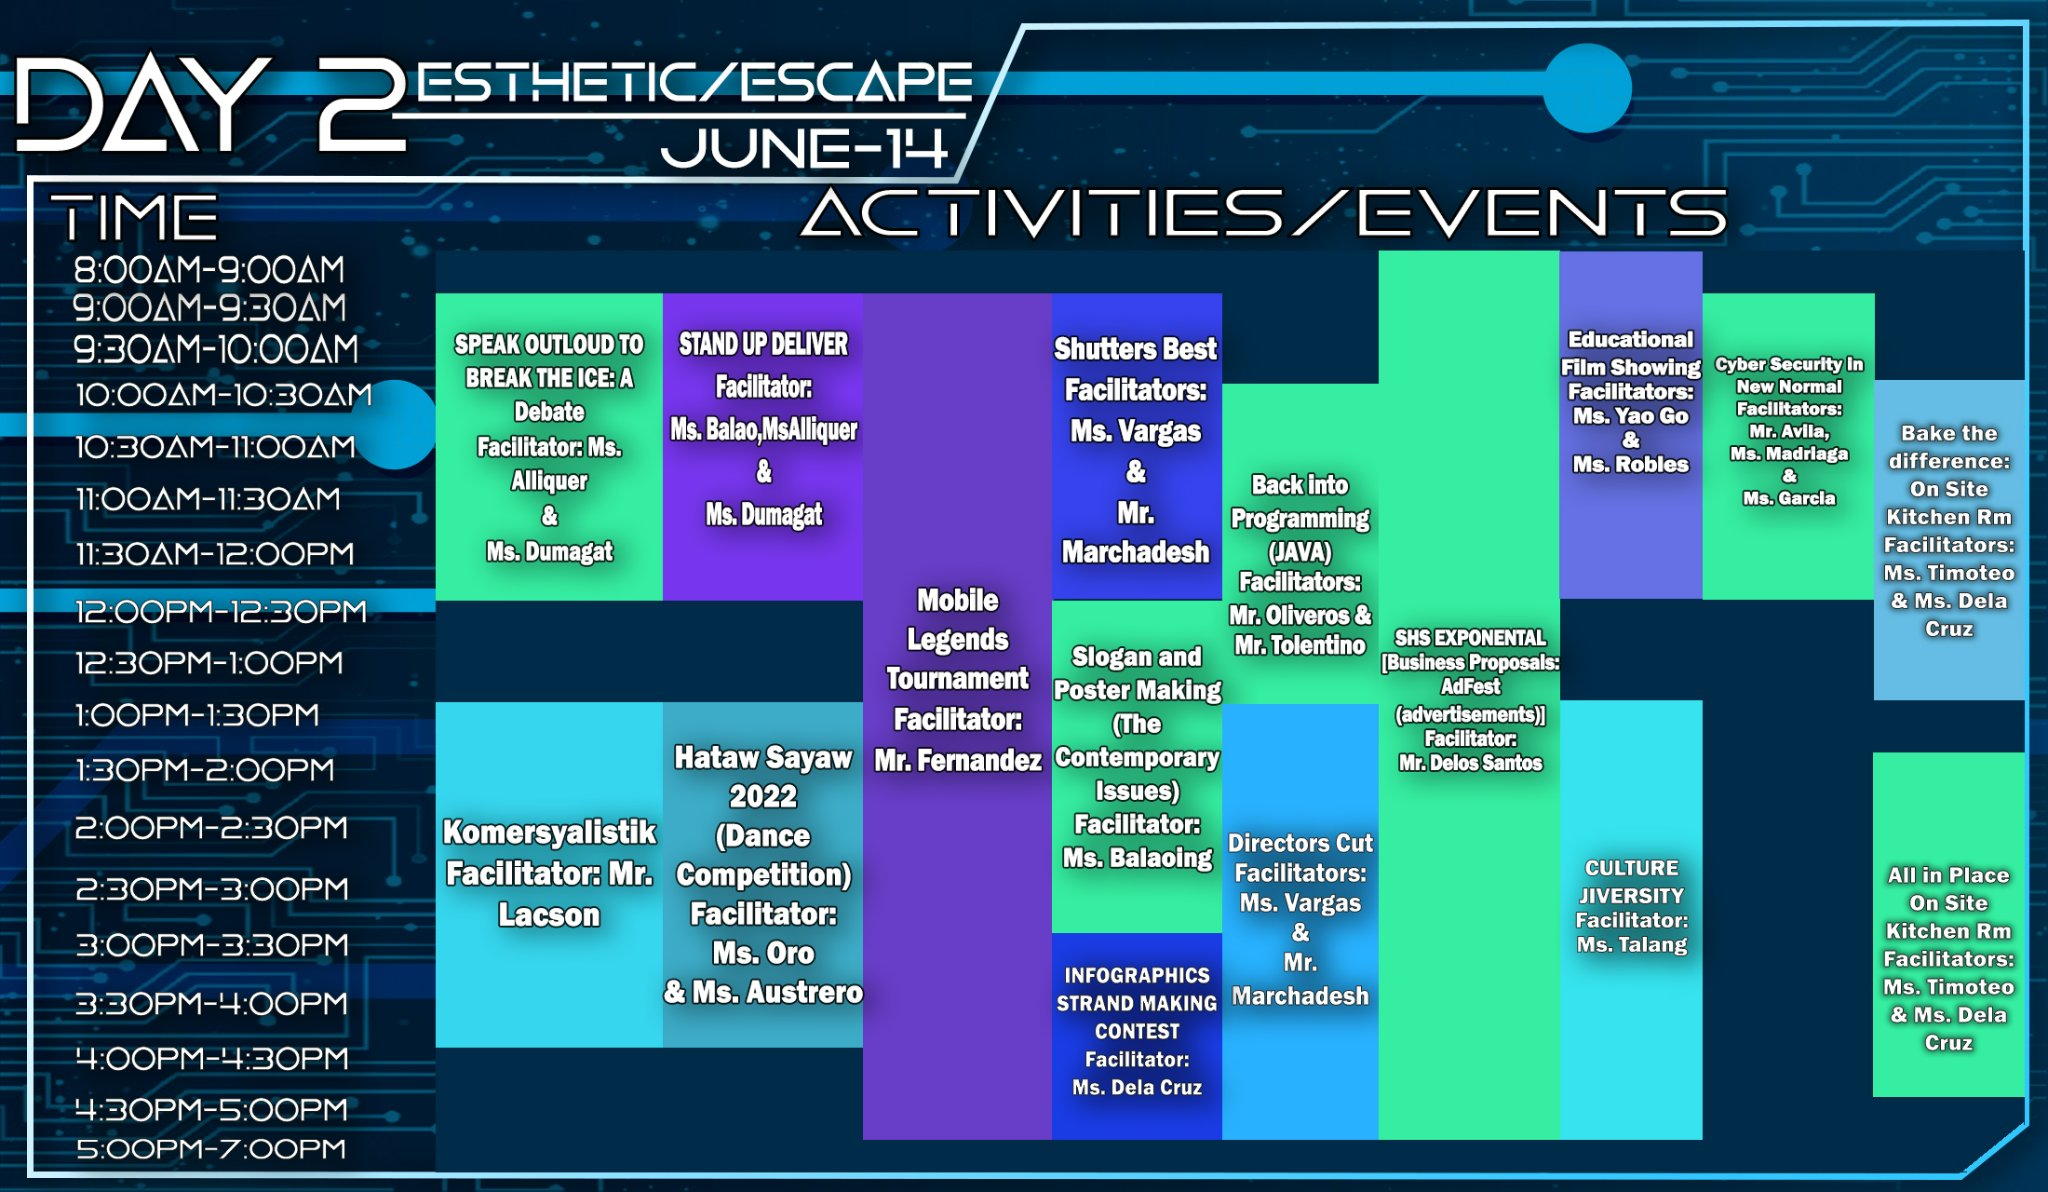 DAY 2
ESTHETIC/ESCAPE
JUNE-14
TIME
ACTIVITIES/EVENTS
8:00AM-9:00AM
9:00AM-9:30AM
9:30AM-10:00AM
10:00AM-10:30AM
10:30AM-11:00AM
11:00AM-11:30AM
11:30AM-12:00PM
12:00PM-12:30PM
12:30PM-1:00PM
1:00PM-1:30PM
1:30PM-2:00PM
2:00PM-2:30PM
2:30PM-3:00PM
3:00PM-3:30PM
3:30PM-4:00PM
4:00PM-4:30PM
4:30PM-5:00PM
5:00PM-7:00PM
SPEAK OUTLOUD TO
BREAK THE ICE: A
Debate
Facilitator: Ms.
Alliquer
&
Ms. Dumagat
Komersyalistik
Facilitator: Mr.
Lacson
STAND UP DELIVER
Facilitator:
Ms. Balao,MsAlliquer
&
Ms. Dumagat
Hataw Sayaw
2022
(Dance
Competition)
Facilitator:
Ms. Oro
& Ms. Austrero
Mobile
Legends
Tournament
Facilitator:
Mr. Fernandez
Shutters Best
Facilitators:
Ms. Vargas
&
Mr.
Marchadesh
Slogan and
Poster Making
(The
Contemporary
Issues)
Facilitator:
Ms. Balaoing
INFOGRAPHICS
STRAND MAKING
CONTEST
Facilitator:
Ms. Dela Cruz
Back into
Programming
(JAVA)
Facilitators:
Mr. Oliveros &
Mr. Tolentino
Directors Cut
Facilitators:
Ms. Vargas
&
Mr.
Marchadesh
SHS EXPONENTAL
[Business Proposals:
AdFest
(advertisements)]
Facilitator:
Mr. Delos Santos
Educational
Film Showing
Facilitators:
Ms. Yao Go
&
Ms. Robles
CULTURE
JIVERSITY
Facilitator:
Ms. Talang
Cyber Security in
New Normal
Facilitators:
Mr. Avila,
Ms. Madriaga
&
Ms. Garcia
Bake the
difference:
On Site
Kitchen Rm
Facilitators:
Ms. Timoteo
& Ms. Dela
Cruz
All in Place
On Site
Kitchen Rm
Facilitators:
Ms. Timoteo
& Ms. Dela
Cruz